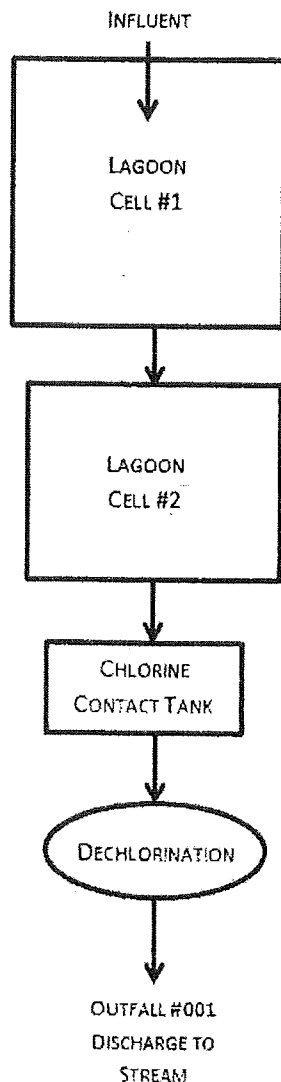 INFLUENT
LAGOON
CELL #1
LAGOON
CELL #2
CHLORINE
CONTACT TANK
DECHLORINATION
OUTFALL #001
DISCHARGE TO
STREAM